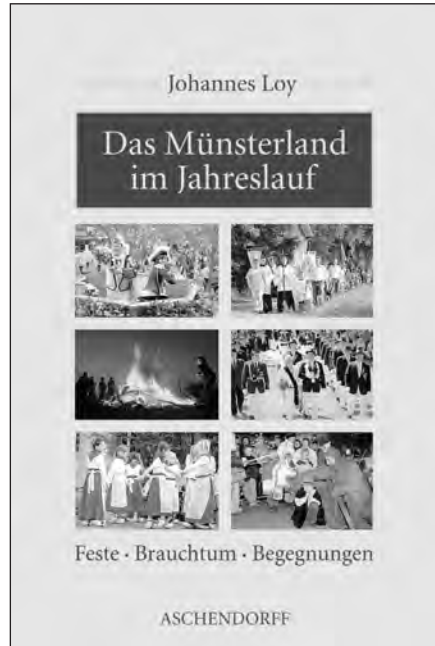 Johannes Loy
Das Münsterland
im Jahreslauf
Feste · Brauchtum · Begegnungen
ASCHENDORFF